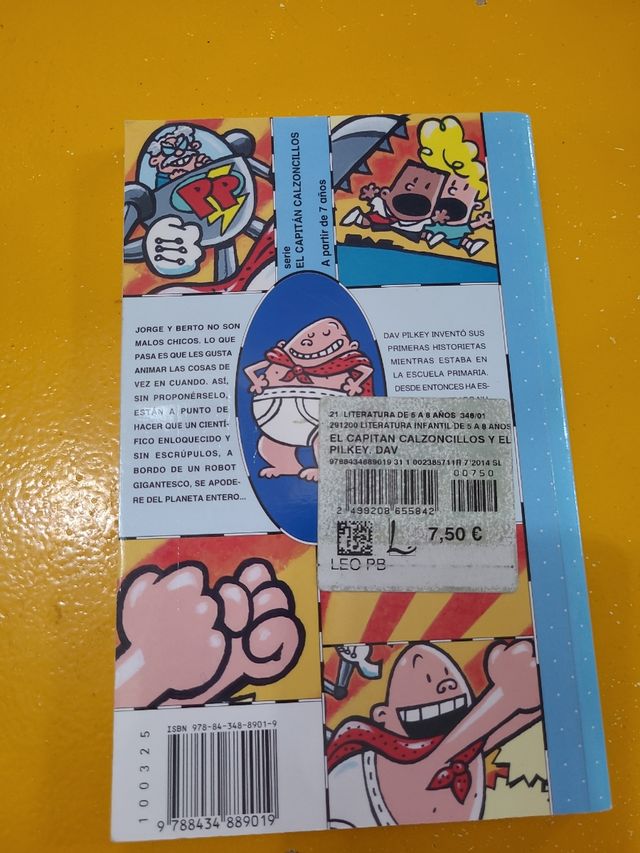 PP
serie
EL CAPITÁN CALZONCILLOS
A partir de 7 años
JORGE Y BERTO NO SON
MALOS CHICOS. LO QUE
PASA ES QUE LES GUSTA
ANIMAR LAS COSAS DE
VEZ EN CUANDO. ASÍ,
SIN PROPONÉRSELO,
ESTÁN A PUNTO DE
HACER QUE UN CIENTÍ-
FICO ENLOQUECIDO Y
SIN ESCRÚPULOS, A
BORDO DE UN ROBOT
GIGANTESCO, SE APODE-
RE DEL PLANETA ENTERO...
DAV PILKEY INVENTÓ SUS
PRIMERAS HISTORIETAS
MIENTRAS ESTABA EN
LA ESCUELA PRIMARIA.
DESDE ENTONCES HA ES-
21 LITERATURA DE 5 A 8 AÑOS 348/01
291200 LITERATURA INFANTIL DE 5 A 8 AÑOS
EL CAPITAN CALZONCILLOS Y EL
PILKEY, DAV
9788434889019 31 1 002385711R 7'2014 SL
00750
2 499208 655842
L 7,50 €
LEO PB
ISBN 978-84-348-8901-9
100325
9 788434 889019